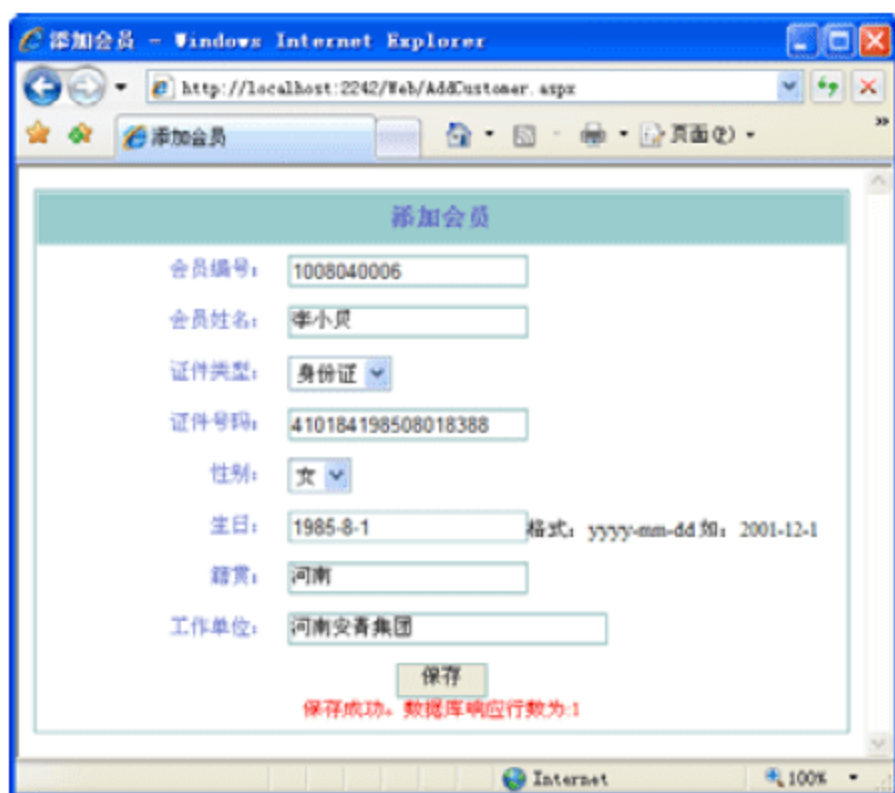 添加会员 - Windows Internet Explorer
http://localhost:2242/Web/AddCustomer.aspx
添加会员
页面(P)
添加会员
会员编号: 1008040006
会员姓名: 李小贝
证件类型: 身份证
证件号码: 410184198508018388
性别: 女
生日: 1985-8-1 格式: yyyy-mm-dd 如: 2001-12-1
籍贯: 河南
工作单位: 河南安青集团
保存
保存成功。数据库响应行数为:1
Internet 100%